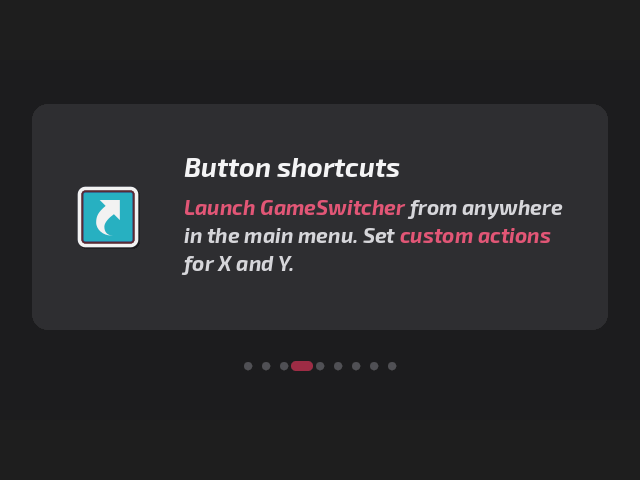 Button shortcuts
Launch GameSwitcher from anywhere
in the main menu. Set custom actions
for X and Y.